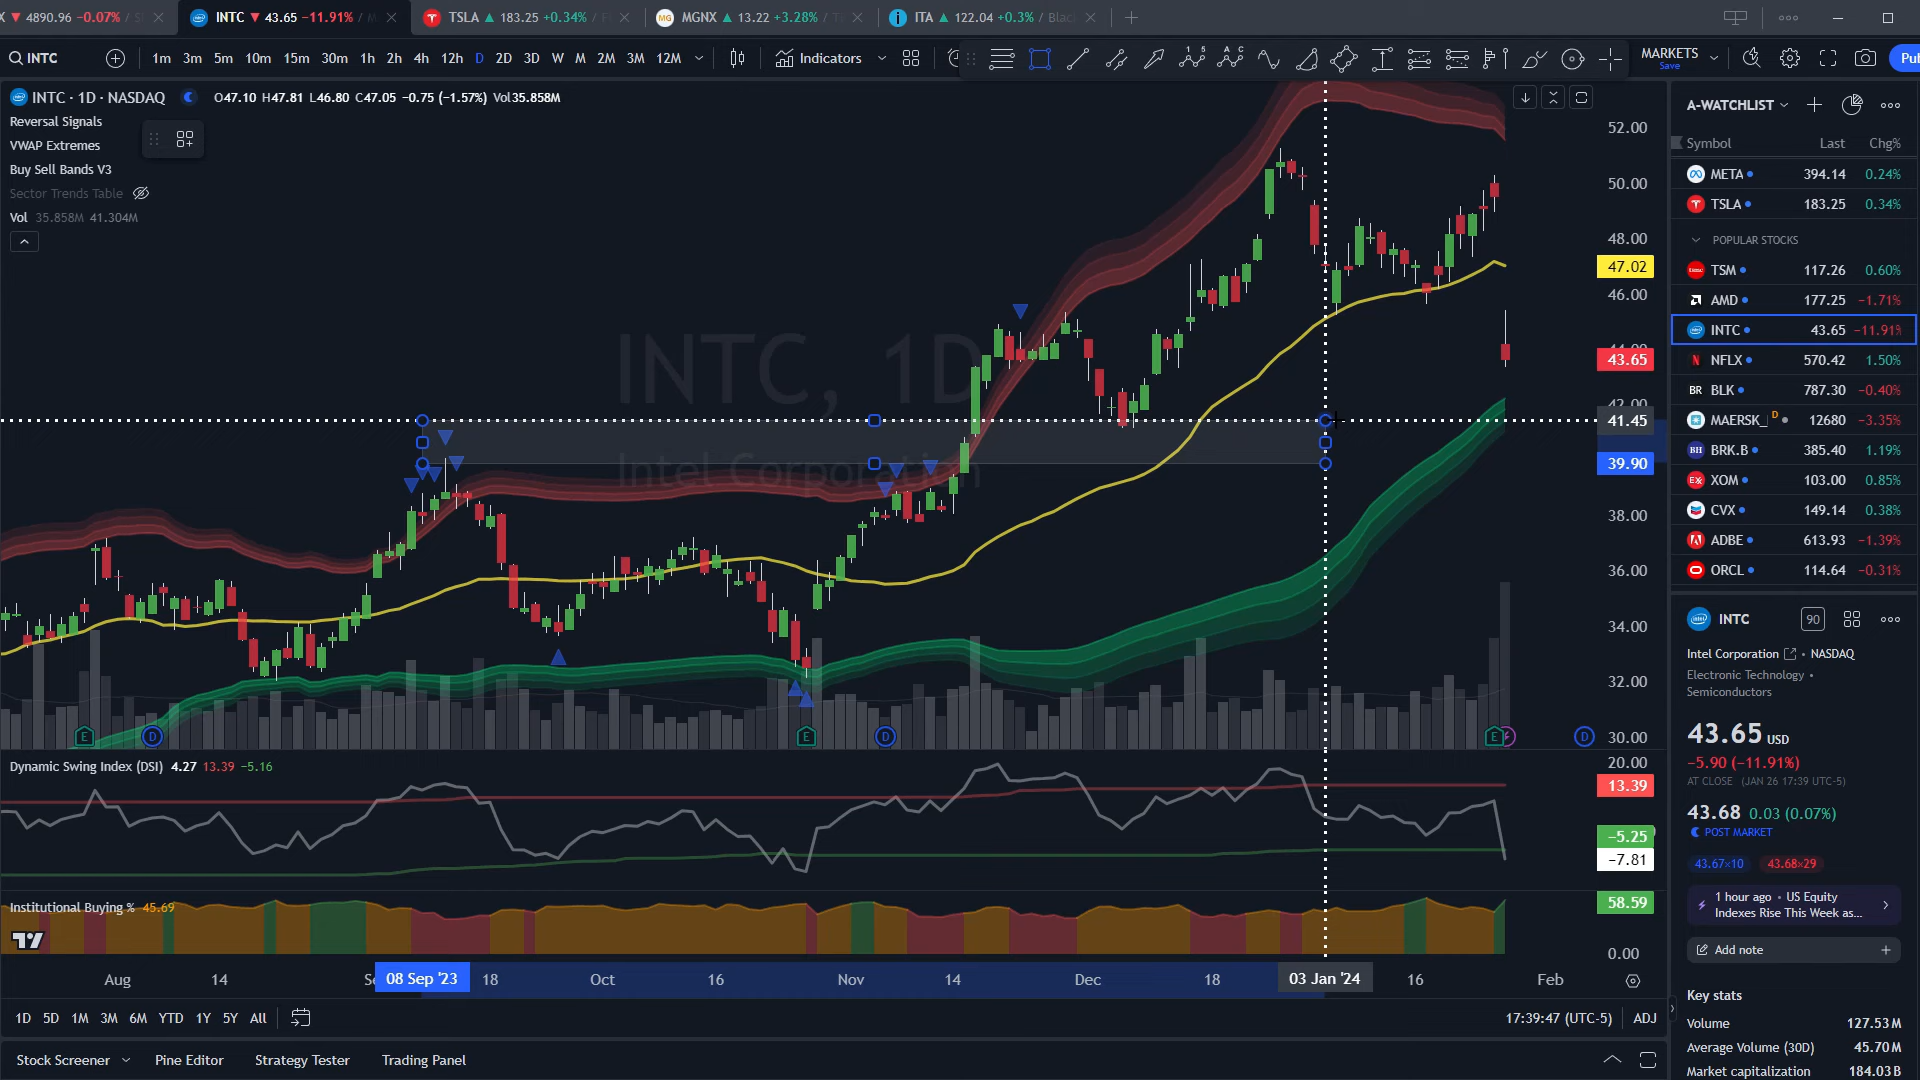 4890.96 −0.07% /
INTC ▼ 43.65 −11.91% /
TSLA ▲ 183.25 +0.34% /
MGNX ▲ 13.22 +3.28% /
ITA ▲ 122.04 +0.3% / Blac
INTC
1m 3m 5m 10m 15m 30m 1h 2h 4h 12h D 2D 3D W M 2M 3M 12M
Indicators
MARKETS
Save
Pub
INTC · 1D · NASDAQ
O47.10 H47.81 L46.80 C47.05 −0.75 (−1.57%) Vol35.858M
Reversal Signals
VWAP Extremes
Buy Sell Bands V3
Sector Trends Table
Vol 35.858M 41.304M
INTC, 1D
Intel Corporation
52.00
50.00
48.00
47.02
46.00
44.00
43.65
42.00
41.45
39.90
38.00
36.00
34.00
32.00
30.00
E D E D E D
Dynamic Swing Index (DSI) 4.27 13.39 −5.16
20.00
13.39
−5.25
−7.81
Institutional Buying % 45.69
58.59
0.00
Aug 14 Se 08 Sep '23 18 Oct 16 Nov 14 Dec 18 03 Jan '24 16 Feb
1D 5D 1M 3M 6M YTD 1Y 5Y All
17:39:47 (UTC-5) ADJ
Stock Screener Pine Editor Strategy Tester Trading Panel
A-WATCHLIST
Symbol Last Chg%
META 394.14 0.24%
TSLA 183.25 0.34%
POPULAR STOCKS
TSM 117.26 0.60%
AMD 177.25 −1.71%
INTC 43.65 −11.91%
NFLX 570.42 1.50%
BR BLK 787.30 −0.40%
MAERSK_ D 12680 −3.35%
BH BRK.B 385.40 1.19%
XOM 103.00 0.85%
CVX 149.14 0.38%
ADBE 613.93 −1.39%
ORCL 114.64 −0.31%
INTC
90
Intel Corporation • NASDAQ
Electronic Technology •
Semiconductors
43.65 USD
−5.90 (−11.91%)
AT CLOSE (JAN 26 17:39 UTC-5)
43.68 0.03 (0.07%)
POST MARKET
43.67×10 43.68×29
1 hour ago • US Equity
Indexes Rise This Week as...
Add note
Key stats
Volume 127.53M
Average Volume (30D) 45.70M
Market capitalization 184.03B